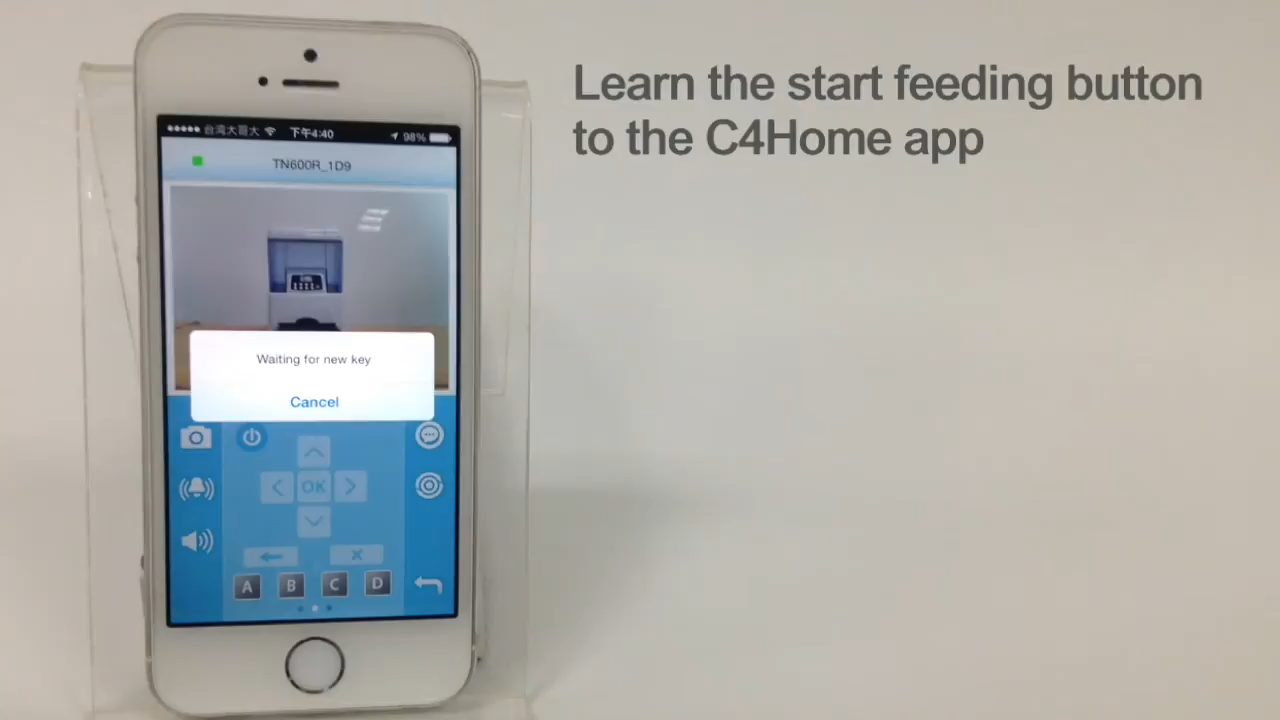 Learn the start feeding button
to the C4Home app
台湾大哥大 下午4:40 98%
TN600R_1D9
Waiting for new key
Cancel
OK
A B C D